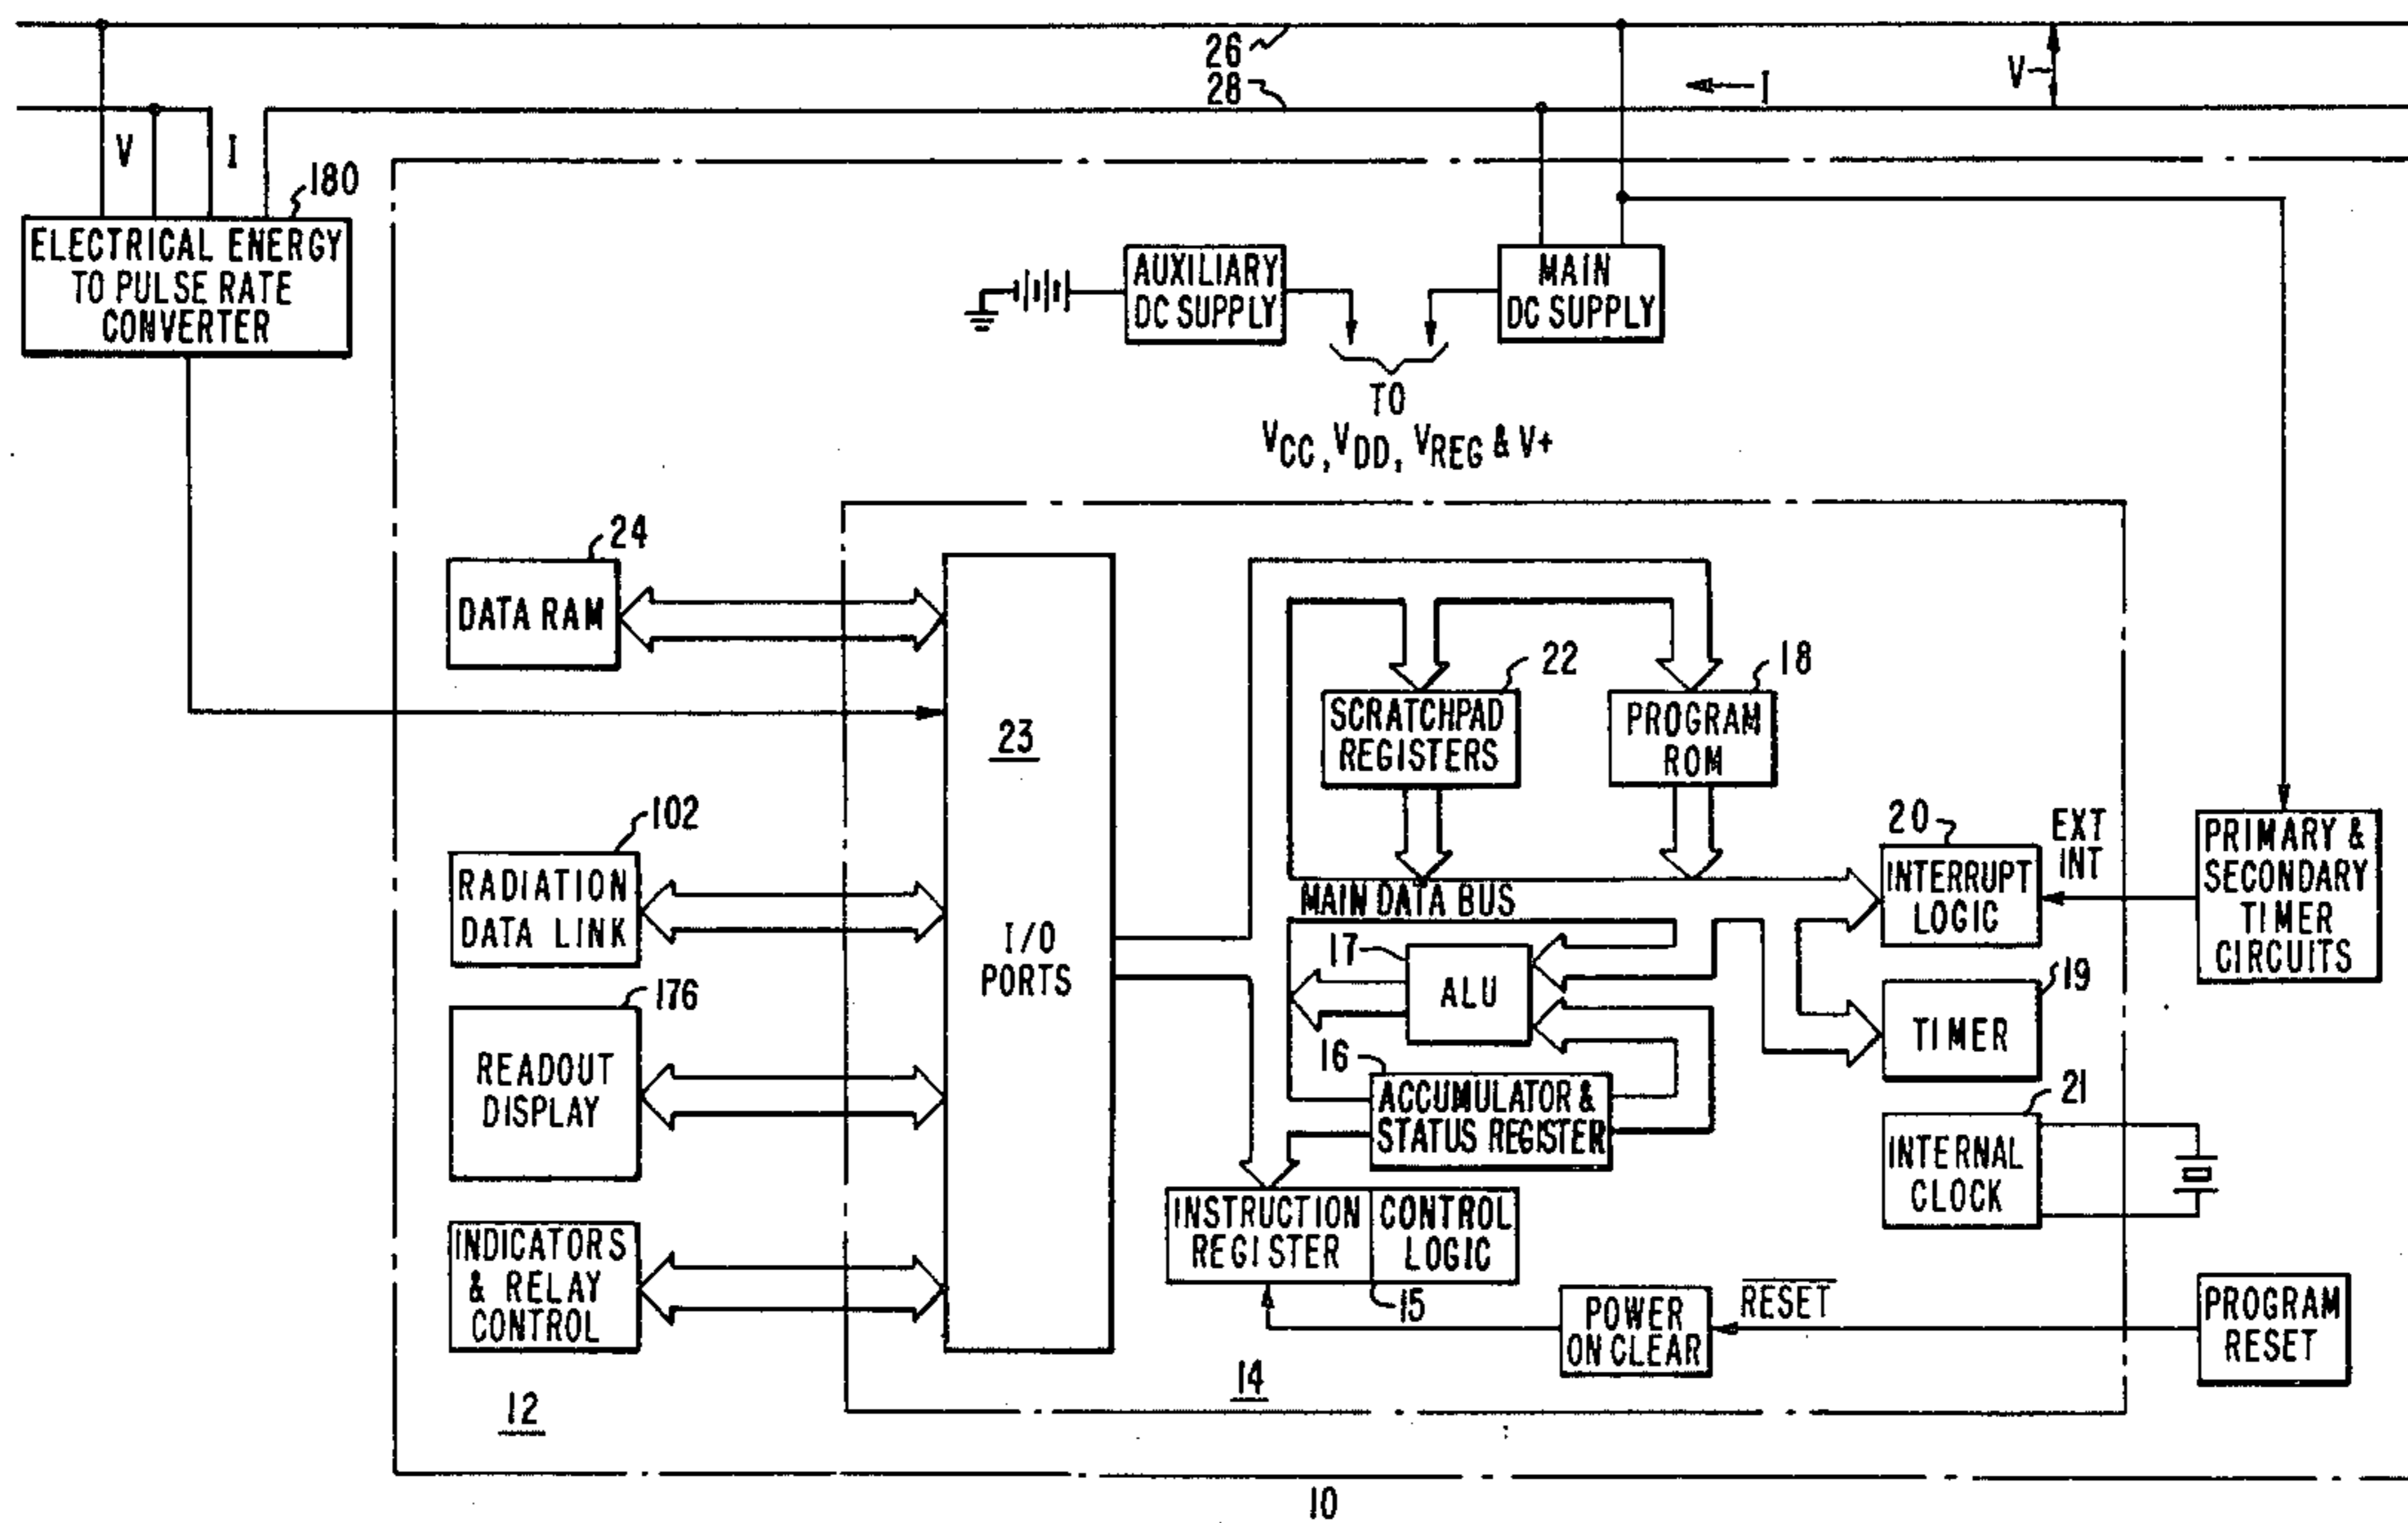 26
28
I
V
V
I
180
ELECTRICAL ENERGY
TO PULSE RATE
CONVERTER
AUXILIARY
DC SUPPLY
MAIN
DC SUPPLY
TO
VCC, VDD, VREG & V+
24
DATA RAM
22
SCRATCHPAD
REGISTERS
18
PROGRAM
ROM
23
I/O
PORTS
102
RADIATION
DATA LINK
MAIN DATA BUS
20
INTERRUPT
LOGIC
EXT
INT
PRIMARY &
SECONDARY
TIMER
CIRCUITS
17
ALU
19
TIMER
176
READOUT
DISPLAY
16
ACCUMULATOR &
STATUS REGISTER
21
INTERNAL
CLOCK
INSTRUCTION
REGISTER
CONTROL
LOGIC
15
INDICATORS
& RELAY
CONTROL
POWER
ON CLEAR
RESET
PROGRAM
RESET
12
14
10